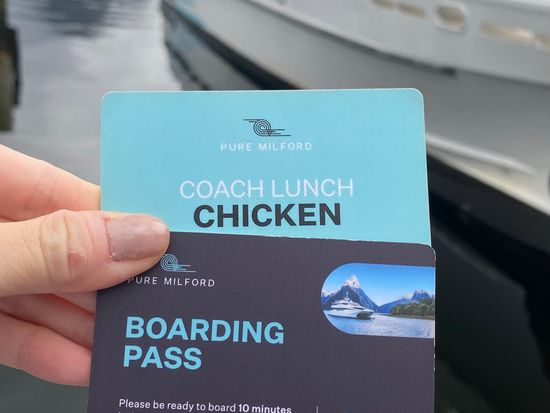 PURE MILFORD
COACH LUNCH
CHICKEN
PURE MILFORD
BOARDING
PASS
Please be ready to board 10 minutes